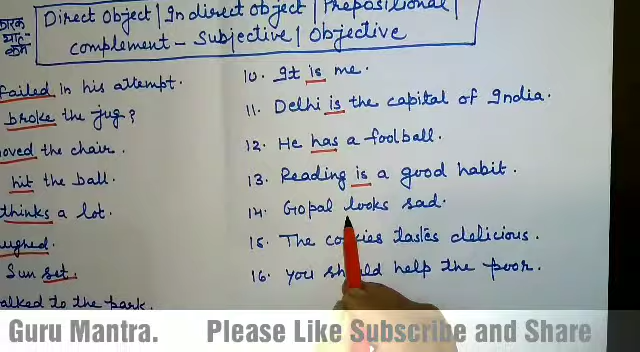 Direct Object | Indirect object | Prepositional |
complement - Subjective | Objective
failed in his attempt.
broke the jug?
oved the chair.
hit the ball.
thinks a lot.
ughed.
Sun set.
alked to the park.
10. It is me.
11. Delhi is the capital of India.
12. He has a foolball.
13. Reading is a good habit.
14. Gopal looks sad.
15. The cookies tastes delicious.
16. You should help the poor.
Guru Mantra. Please Like Subscribe and Share